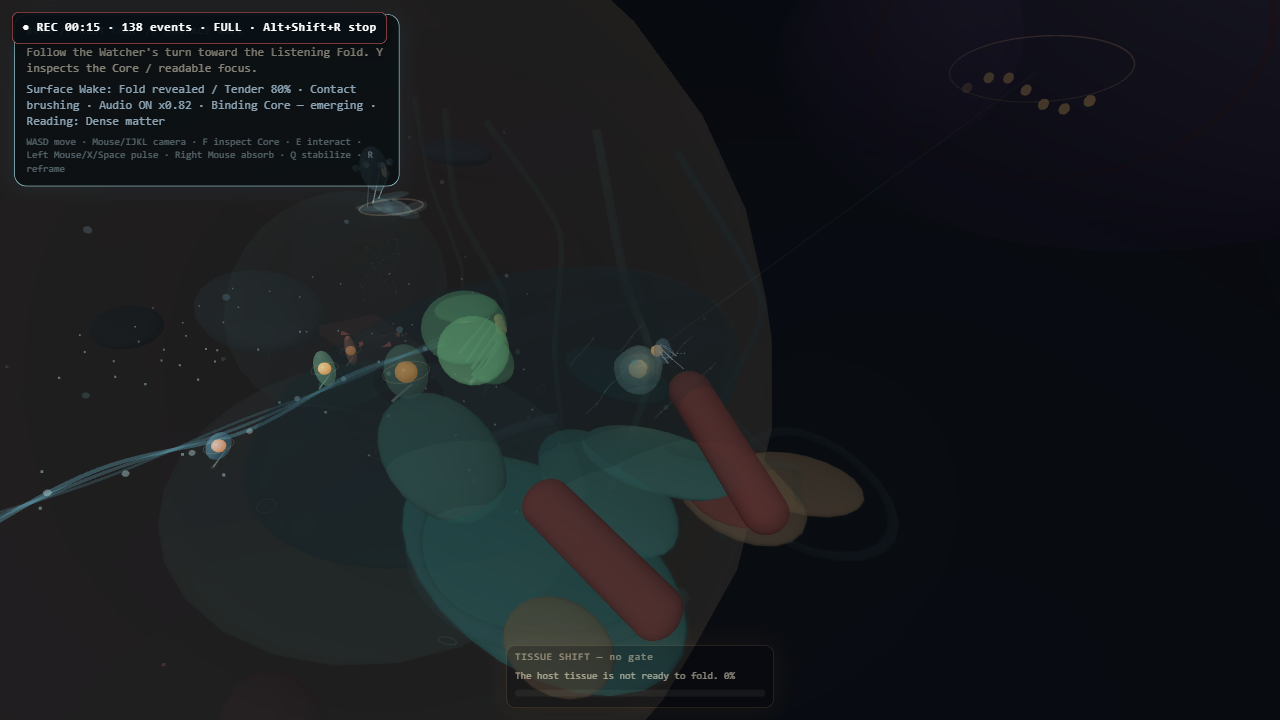 ● REC 00:15 · 138 events · FULL · Alt+Shift+R stop
Follow the Watcher's turn toward the Listening Fold. Y
inspects the Core / readable focus.
Surface Wake: Fold revealed / Tender 80% · Contact
brushing · Audio ON x0.82 · Binding Core — emerging ·
Reading: Dense matter
WASD move · Mouse/IJKL camera · F inspect Core · E interact ·
Left Mouse/X/Space pulse · Right Mouse absorb · Q stabilize · R
reframe
TISSUE SHIFT — no gate
The host tissue is not ready to fold. 0%